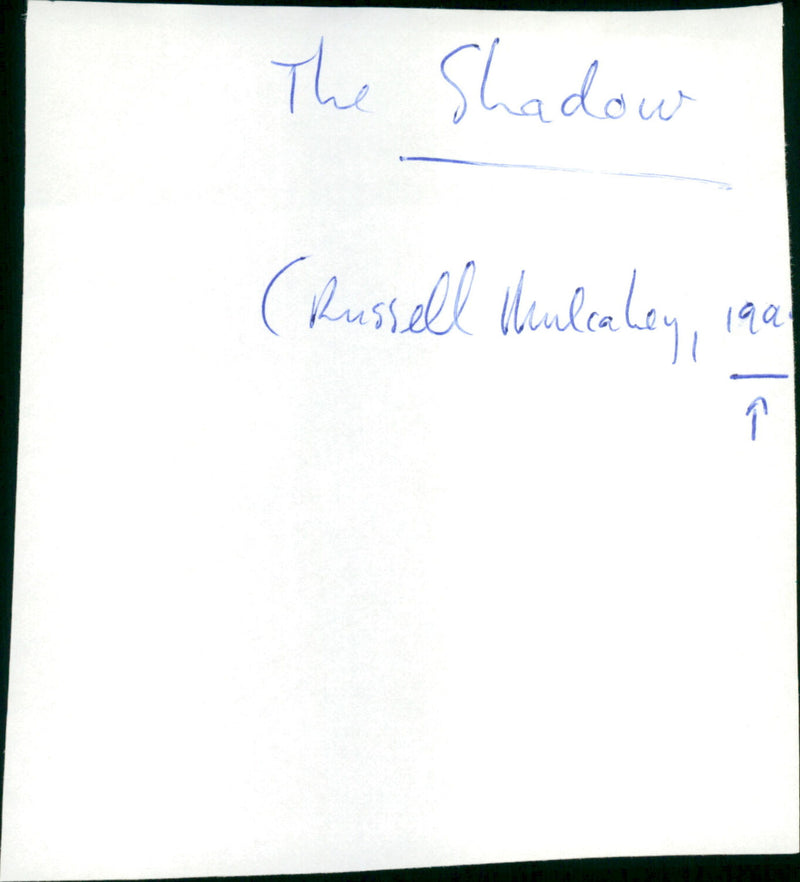 The Shadow
(Russell Mulcahey, 199
↑